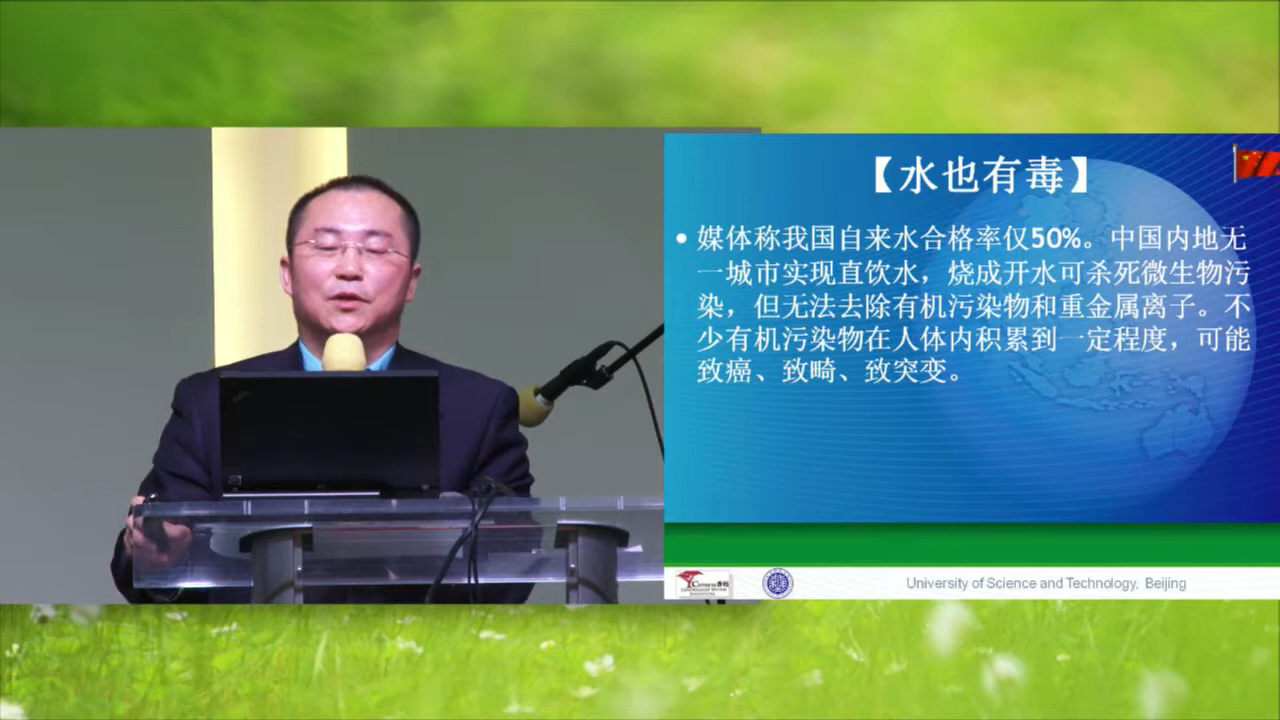 【水也有毒】
• 媒体称我国自来水合格率仅50%。中国内地无
一城市实现直饮水，烧成开水可杀死微生物污
染，但无法去除有机污染物和重金属离子。不
少有机污染物在人体内积累到一定程度，可能
致癌、致畸、致突变。
University of Science and Technology, Beijing